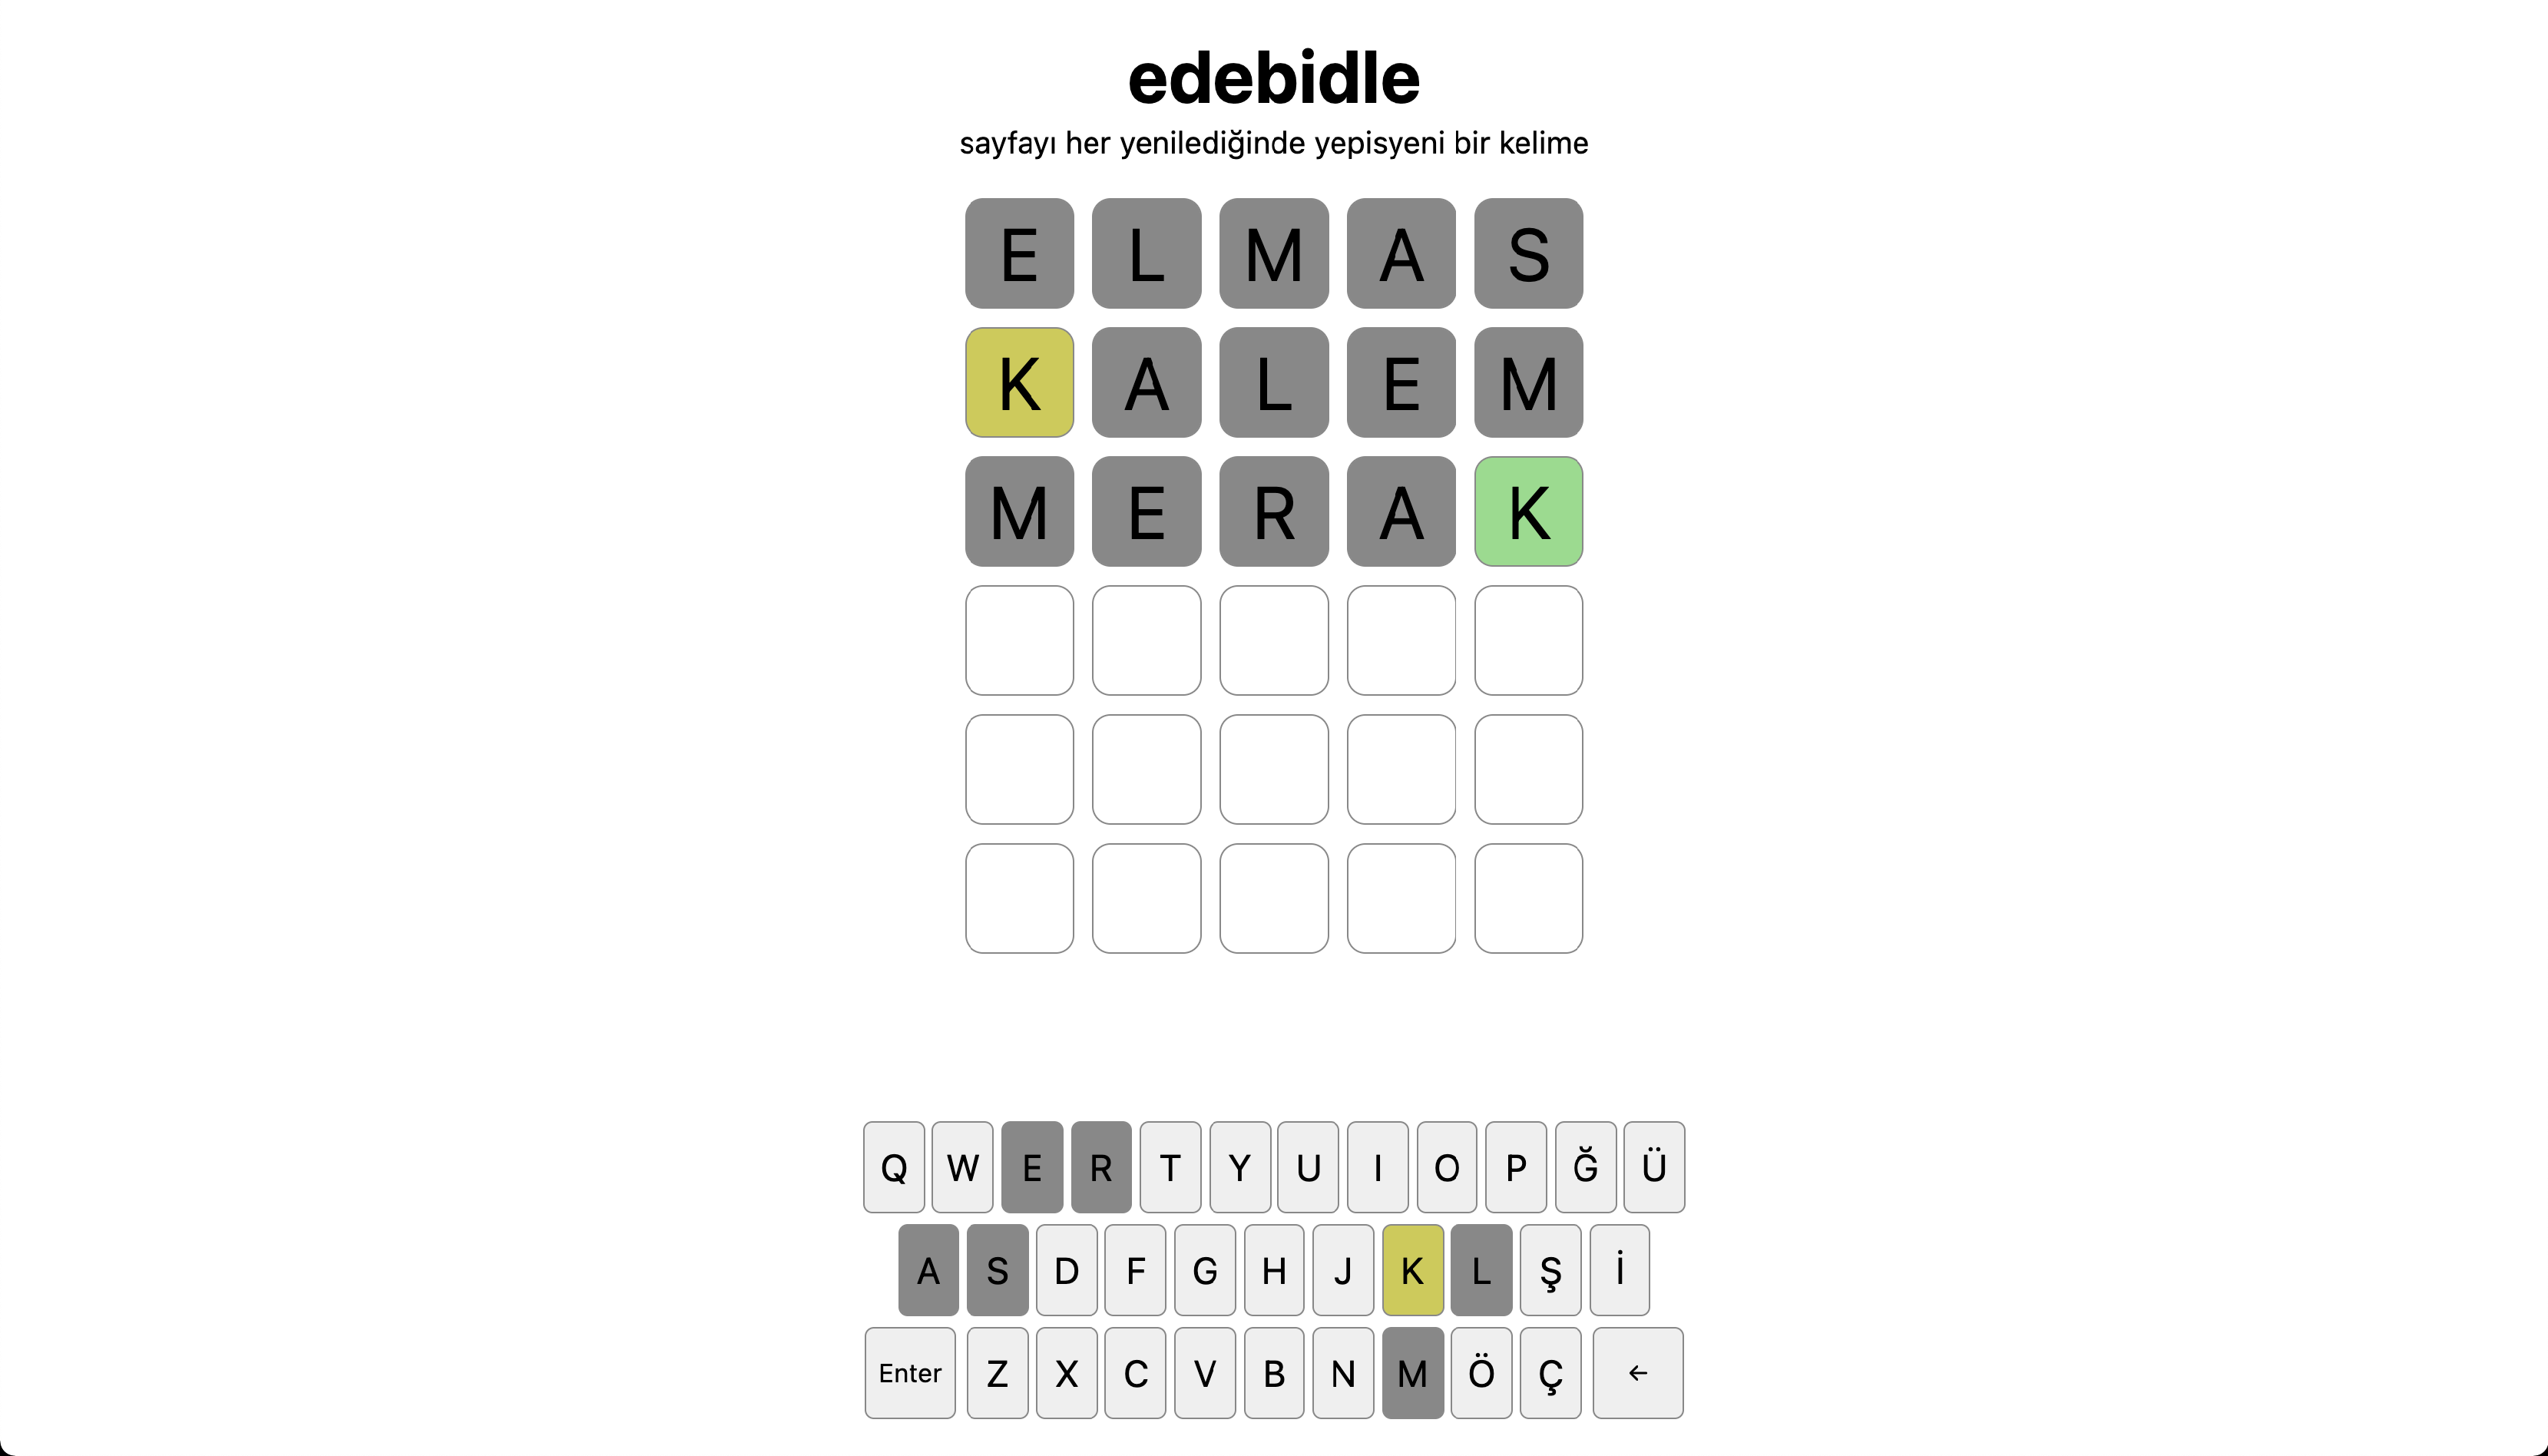 edebidle
sayfayı her yenilediğinde yepisyeni bir kelime
E L M A S
K A L E M
M E R A K
Q W E R T Y U I O P Ğ Ü
A S D F G H J K L Ş İ
Enter Z X C V B N M Ö Ç ←